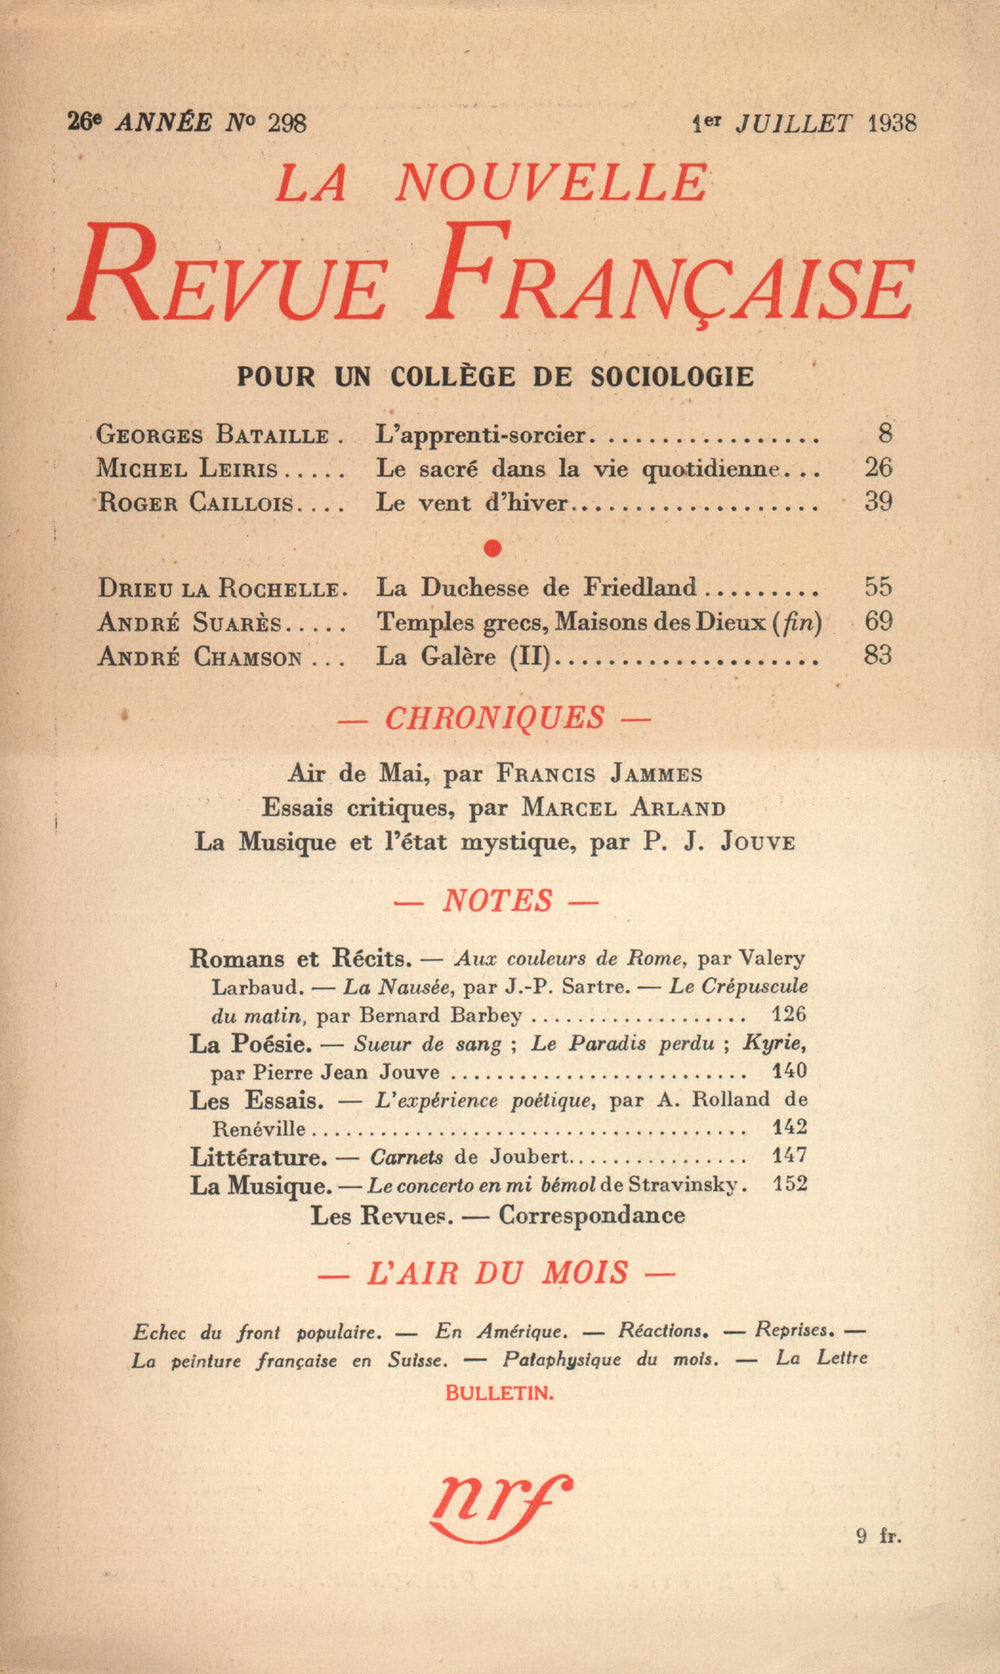 26e ANNÉE No 298 1er JUILLET 1938
LA NOUVELLE
REVUE FRANÇAISE
POUR UN COLLÈGE DE SOCIOLOGIE
GEORGES BATAILLE . L'apprenti-sorcier. ................ 8
MICHEL LEIRIS..... Le sacré dans la vie quotidienne... 26
ROGER CAILLOIS.... Le vent d'hiver................... 39
DRIEU LA ROCHELLE. La Duchesse de Friedland ......... 55
ANDRÉ SUARÈS..... Temples grecs, Maisons des Dieux (fin) 69
ANDRÉ CHAMSON ... La Galère (II)..................... 83
— CHRONIQUES —
Air de Mai, par FRANCIS JAMMES
Essais critiques, par MARCEL ARLAND
La Musique et l'état mystique, par P. J. JOUVE
— NOTES —
Romans et Récits. — Aux couleurs de Rome, par Valery
Larbaud. — La Nausée, par J.-P. Sartre. — Le Crépuscule
du matin, par Bernard Barbey ................... 126
La Poésie. — Sueur de sang ; Le Paradis perdu ; Kyrie,
par Pierre Jean Jouve .......................... 140
Les Essais. — L'expérience poétique, par A. Rolland de
Renéville...................................... 142
Littérature. — Carnets de Joubert................ 147
La Musique. — Le concerto en mi bémol de Stravinsky. 152
Les Revues. — Correspondance
— L'AIR DU MOIS —
Echec du front populaire. — En Amérique. — Réactions. — Reprises. —
La peinture française en Suisse. — Pataphysique du mois. — La Lettre
BULLETIN.
nrf
9 fr.